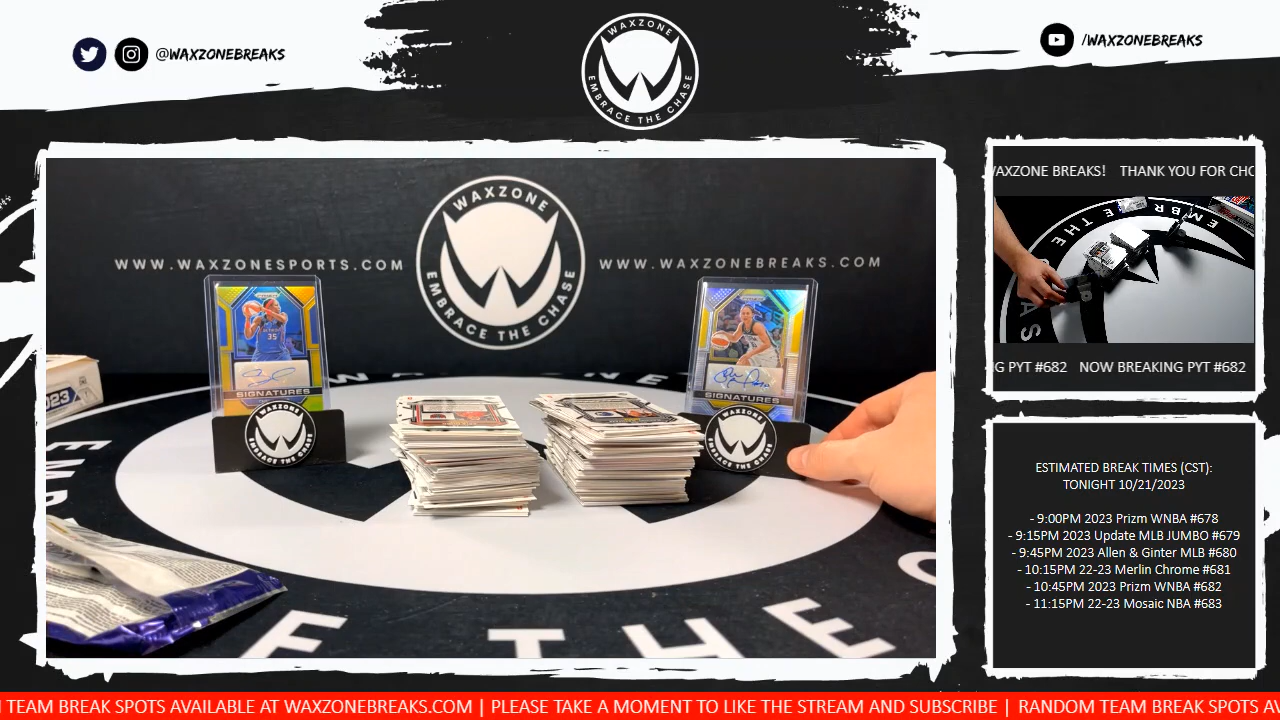 @WAXZONEBREAKS
WAXZONE
EMBRACE THE CHASE
/WAXZONEBREAKS
WAXZONE
EMBRACE THE CHASE
WWW.WAXZONESPORTS.COM
WWW.WAXZONEBREAKS.COM
35
SIGNATURES
SIGNATURES
WAXZONE
EMBRACE THE CHASE
WAXZONE
EMBRACE THE CHASE
WAXZONE BREAKS! THANK YOU FOR CHO
G PYT #682 NOW BREAKING PYT #682
ESTIMATED BREAK TIMES (CST):
TONIGHT 10/21/2023
- 9:00PM 2023 Prizm WNBA #678
- 9:15PM 2023 Update MLB JUMBO #679
- 9:45PM 2023 Allen & Ginter MLB #680
- 10:15PM 22-23 Merlin Chrome #681
- 10:45PM 2023 Prizm WNBA #682
- 11:15PM 22-23 Mosaic NBA #683
THE
TEAM BREAK SPOTS AVAILABLE AT WAXZONEBREAKS.COM | PLEASE TAKE A MOMENT TO LIKE THE STREAM AND SUBSCRIBE | RANDOM TEAM BREAK SPOTS AV